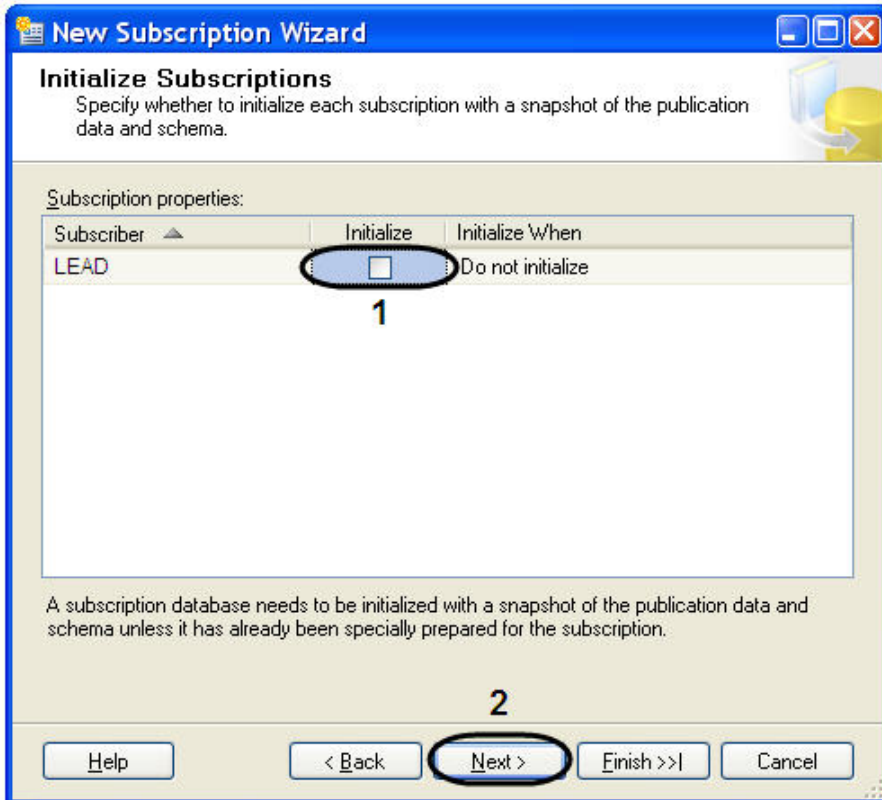 New Subscription Wizard
Initialize Subscriptions
Specify whether to initialize each subscription with a snapshot of the publication
data and schema.
Subscription properties:
Subscriber Initialize Initialize When
LEAD Do not initialize
1
A subscription database needs to be initialized with a snapshot of the publication data and
schema unless it has already been specially prepared for the subscription.
2
Help < Back Next > Finish >>| Cancel